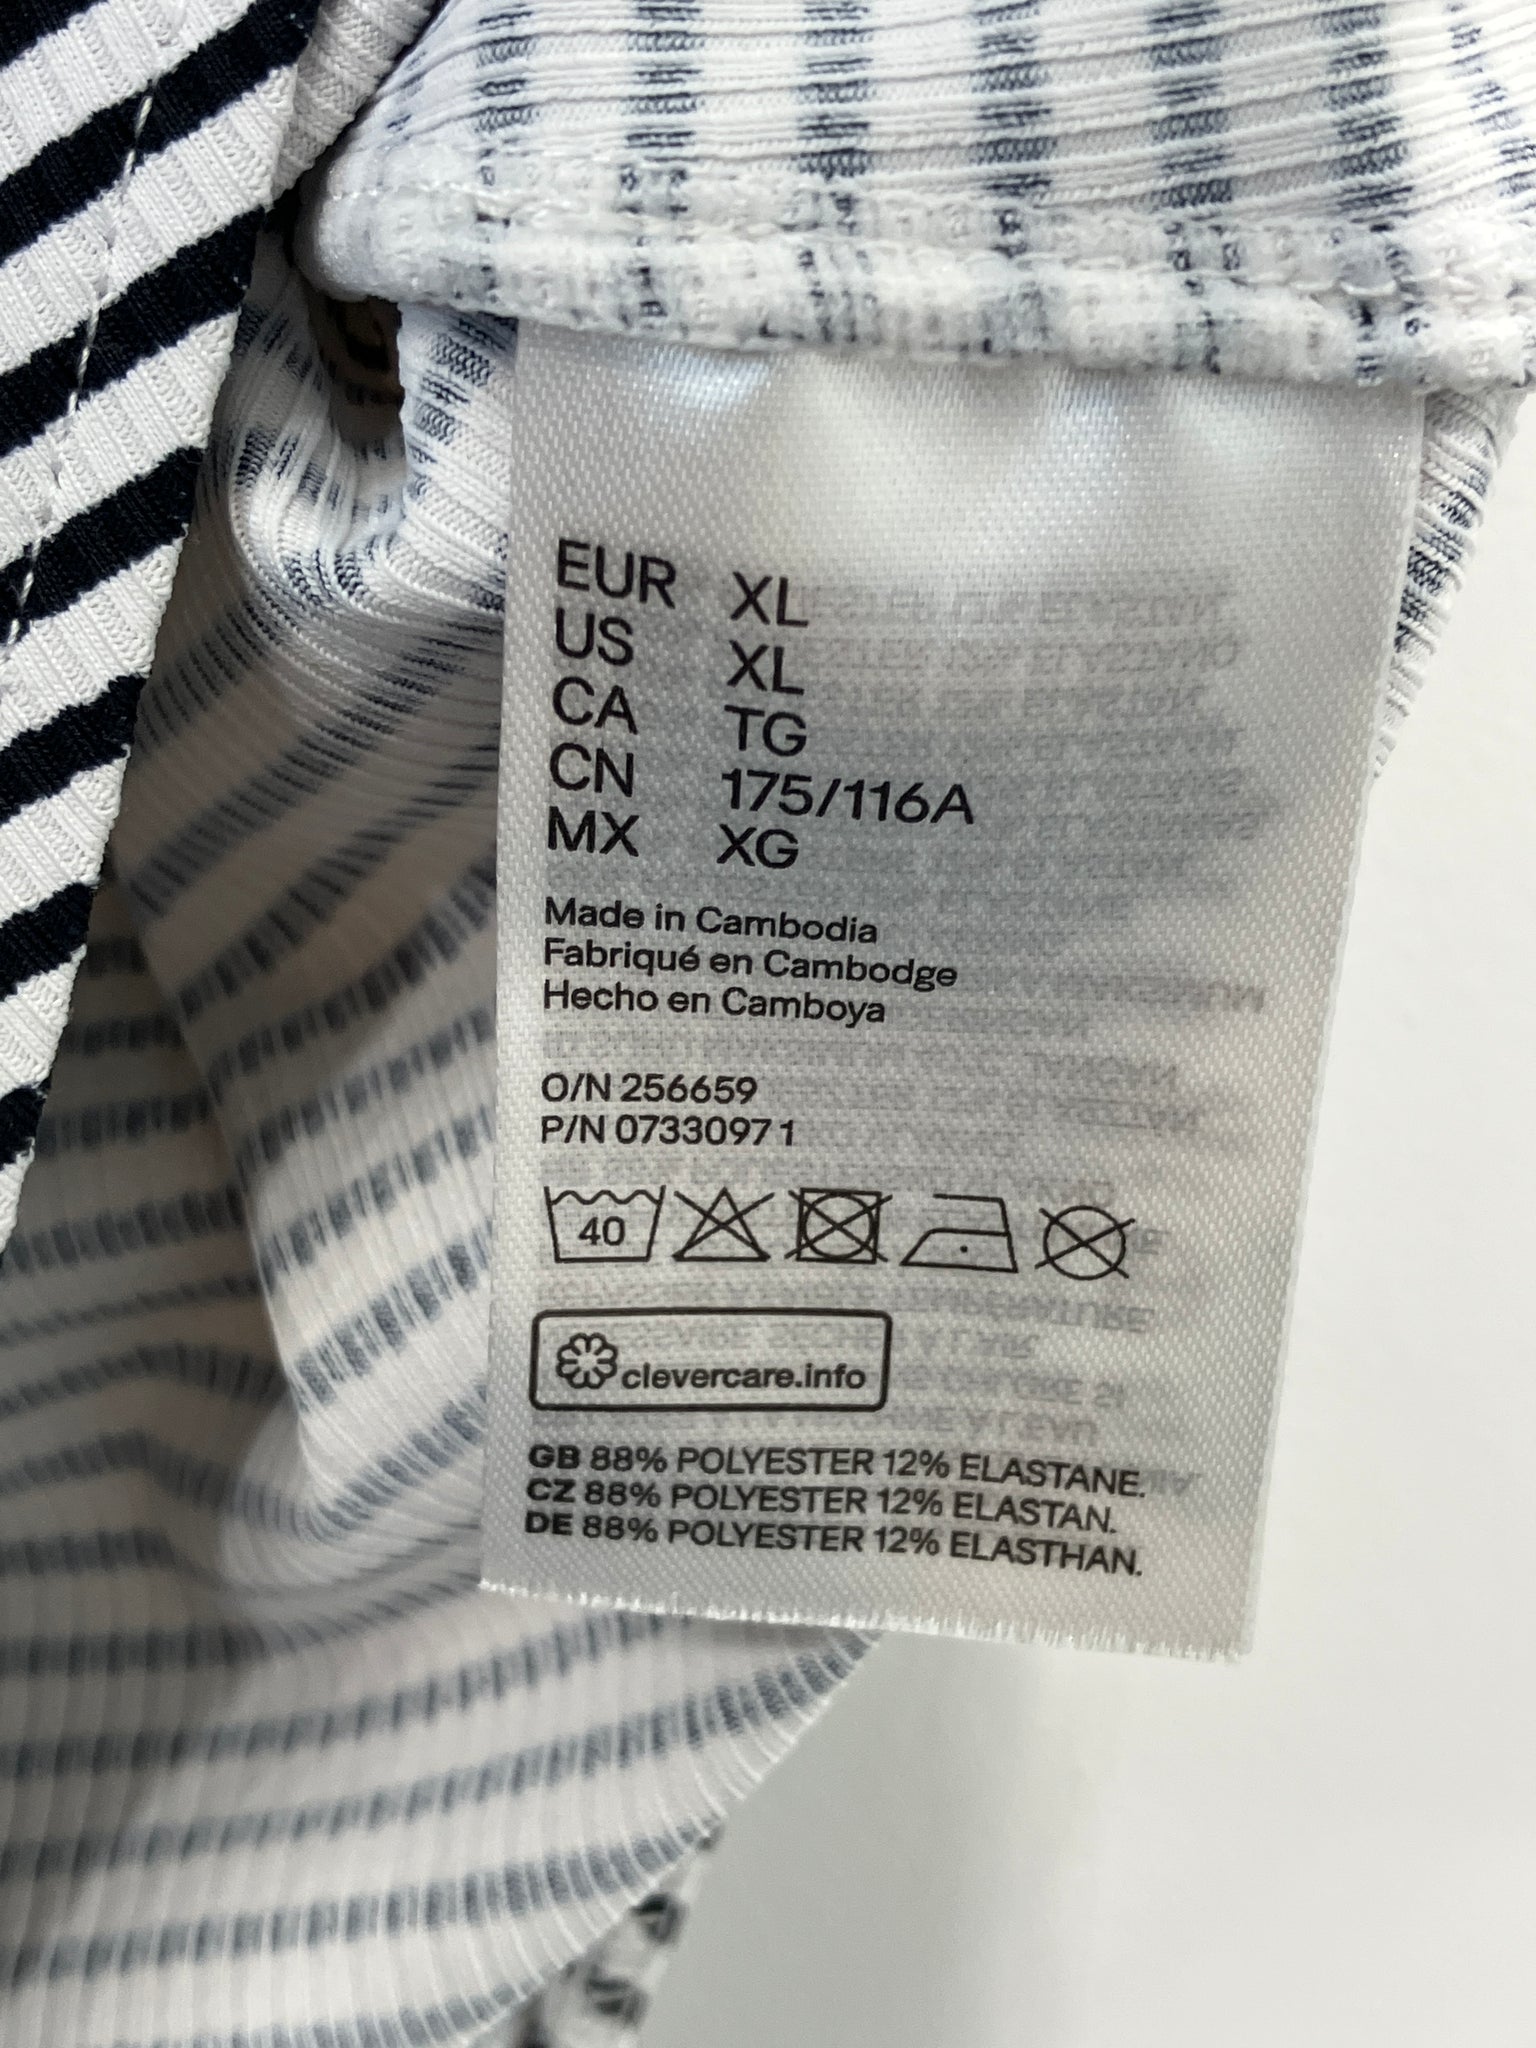 EUR XL
US XL
CA TG
CN 175/116A
MX XG
Made in Cambodia
Fabriqué en Cambodge
Hecho en Camboya
O/N 256659
P/N 0733097 1
40
clevercare.info
GB 88% POLYESTER 12% ELASTANE.
CZ 88% POLYESTER 12% ELASTAN.
DE 88% POLYESTER 12% ELASTHAN.